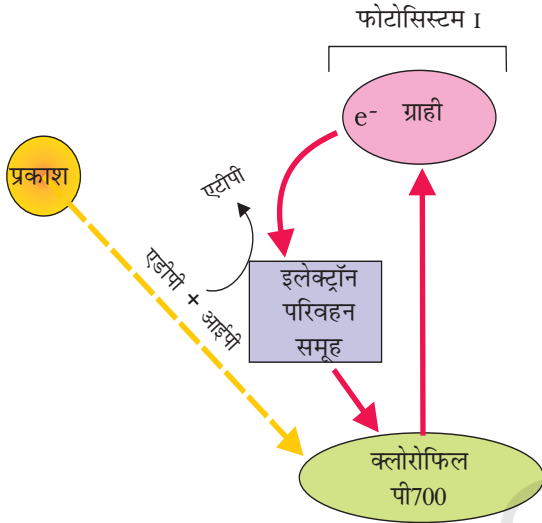 फोटोसिस्टम I
e- ग्राही
प्रकाश
एटीपी
एडीपी + आईपी
इलेक्ट्रॉन
परिवहन
समूह
क्लोरोफिल
पी700